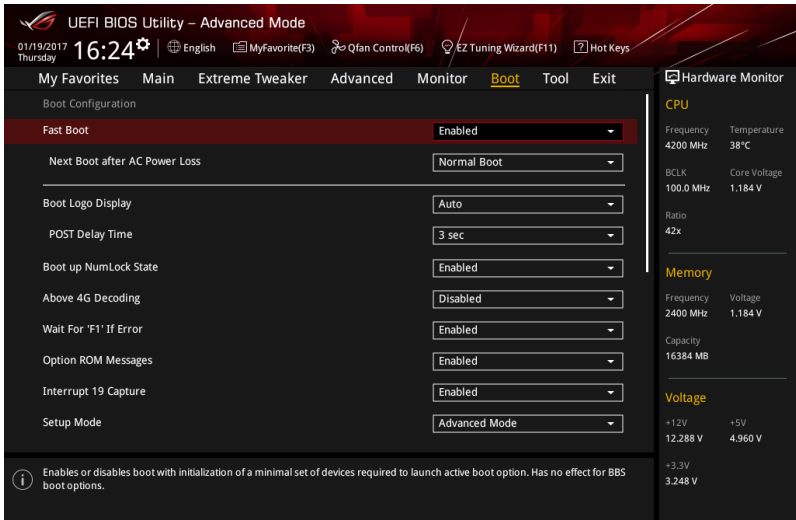 UEFI BIOS Utility – Advanced Mode
01/19/2017 Thursday 16:24 English MyFavorite(F3) Qfan Control(F6) EZ Tuning Wizard(F11) ? Hot Keys
My Favorites Main Extreme Tweaker Advanced Monitor Boot Tool Exit
Boot Configuration
Fast Boot Enabled
Next Boot after AC Power Loss Normal Boot
Boot Logo Display Auto
POST Delay Time 3 sec
Boot up NumLock State Enabled
Above 4G Decoding Disabled
Wait For 'F1' If Error Enabled
Option ROM Messages Enabled
Interrupt 19 Capture Enabled
Setup Mode Advanced Mode
Enables or disables boot with initialization of a minimal set of devices required to launch active boot option. Has no effect for BBS
boot options.
Hardware Monitor
CPU
Frequency Temperature
4200 MHz 38°C
BCLK Core Voltage
100.0 MHz 1.184 V
Ratio
42x
Memory
Frequency Voltage
2400 MHz 1.184 V
Capacity
16384 MB
Voltage
+12V +5V
12.288 V 4.960 V
+3.3V
3.248 V